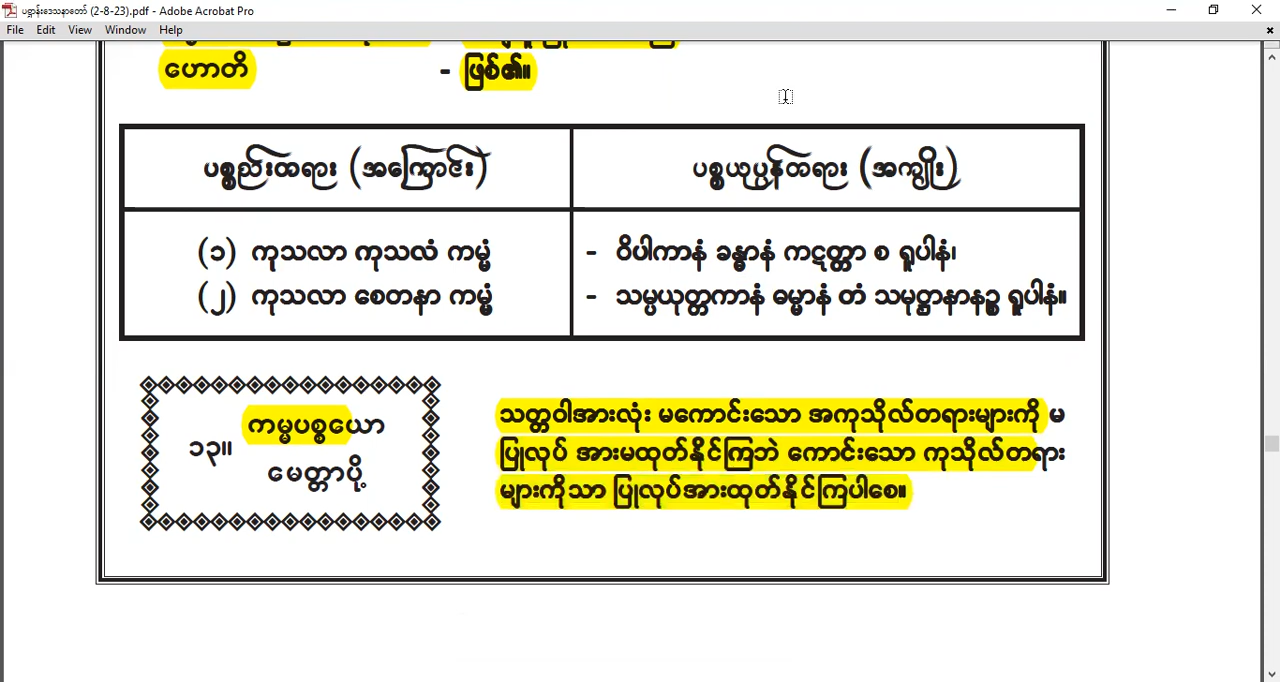 ပဋ္ဌာန်းဒေသနာတော် (2-8-23).pdf - Adobe Acrobat Pro
File Edit View Window Help
ဟောတိ - ဖြစ်၏။
ပစ္စည်းတရား (အကြောင်း) ပစ္စယုပ္ပန်တရား (အကျိုး)
(၁) ကုသလာ ကုသလံ ကမ္မံ - ဝိပါကာနံ ခန္ဓာနံ ကဋတ္တာ စ ရူပါနံ၊
(၂) ကုသလာ စေတနာ ကမ္မံ - သမ္ပယုတ္တကာနံ ဓမ္မာနံ တံ သမုဋ္ဌာနာနဉ္စ ရူပါနံ။
၁၃။ ကမ္မပစ္စယော
မေတ္တာပို့
သတ္တဝါအားလုံး မကောင်းသော အကုသိုလ်တရားများကို မ
ပြုလုပ် အားမထုတ်နိုင်ကြဘဲ ကောင်းသော ကုသိုလ်တရား
များကိုသာ ပြုလုပ်အားထုတ်နိုင်ကြပါစေ။